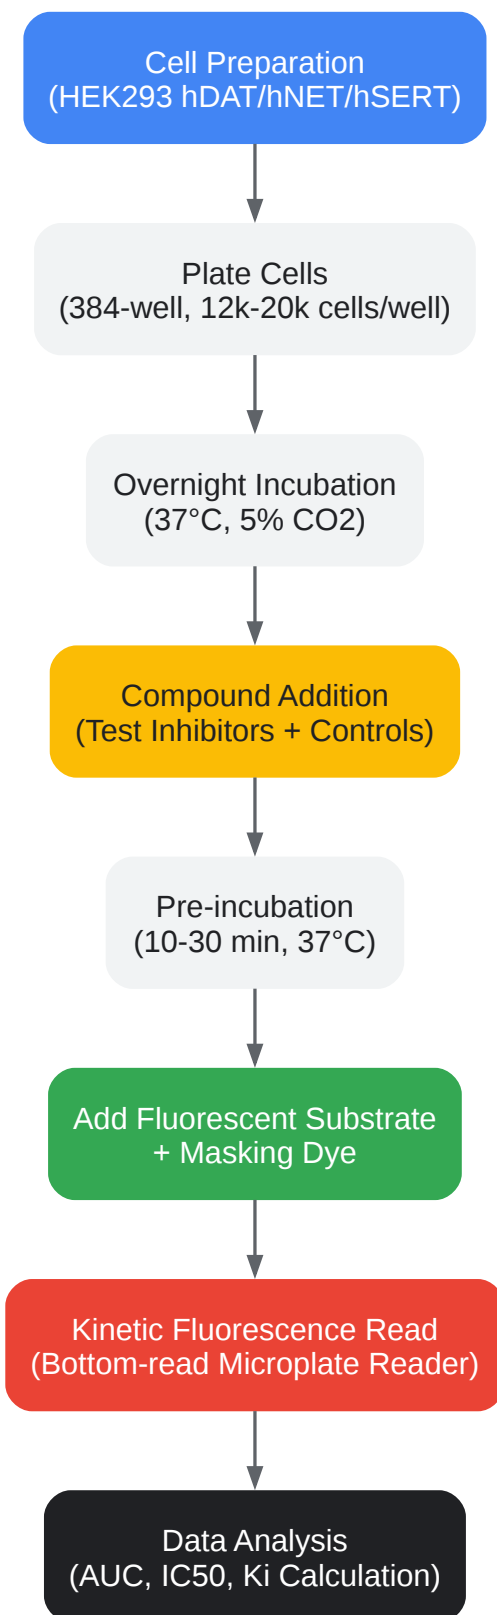 Cell Preparation
(HEK293 hDAT/hNET/hSERT)
Plate Cells
(384-well, 12k-20k cells/well)
Overnight Incubation
(37°C, 5% CO2)
Compound Addition
(Test Inhibitors + Controls)
Pre-incubation
(10-30 min, 37°C)
Add Fluorescent Substrate
+ Masking Dye
Kinetic Fluorescence Read
(Bottom-read Microplate Reader)
Data Analysis
(AUC, IC50, Ki Calculation)